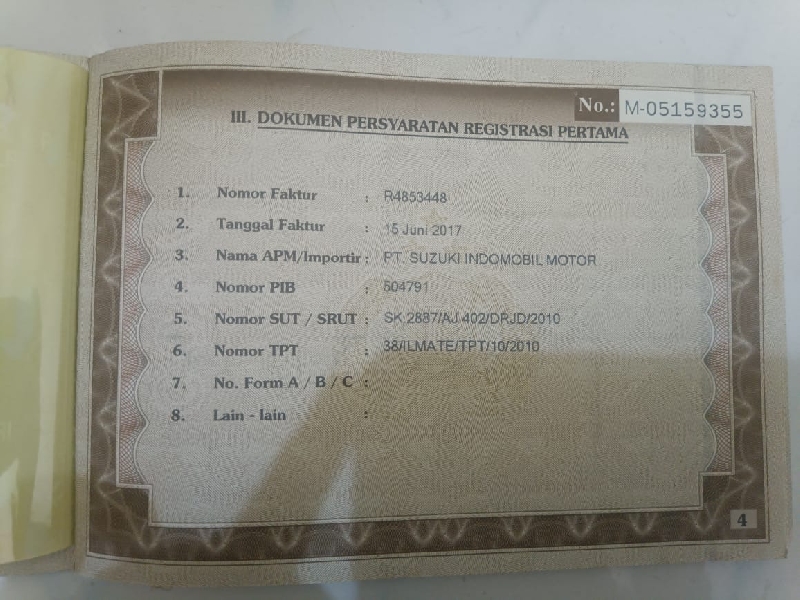 No.: M-05159355
III. DOKUMEN PERSYARATAN REGISTRASI PERTAMA
1. Nomor Faktur : R4853448
2. Tanggal Faktur : 15 Juni 2017
3. Nama APM/Importir : PT. SUZUKI INDOMOBIL MOTOR
4. Nomor PIB : 504791
5. Nomor SUT / SRUT : SK.2887/AJ.402/DRJD/2010
6. Nomor TPT : 38/ILMATE/TPT/10/2010
7. No. Form A / B / C :
8. Lain - lain :
4